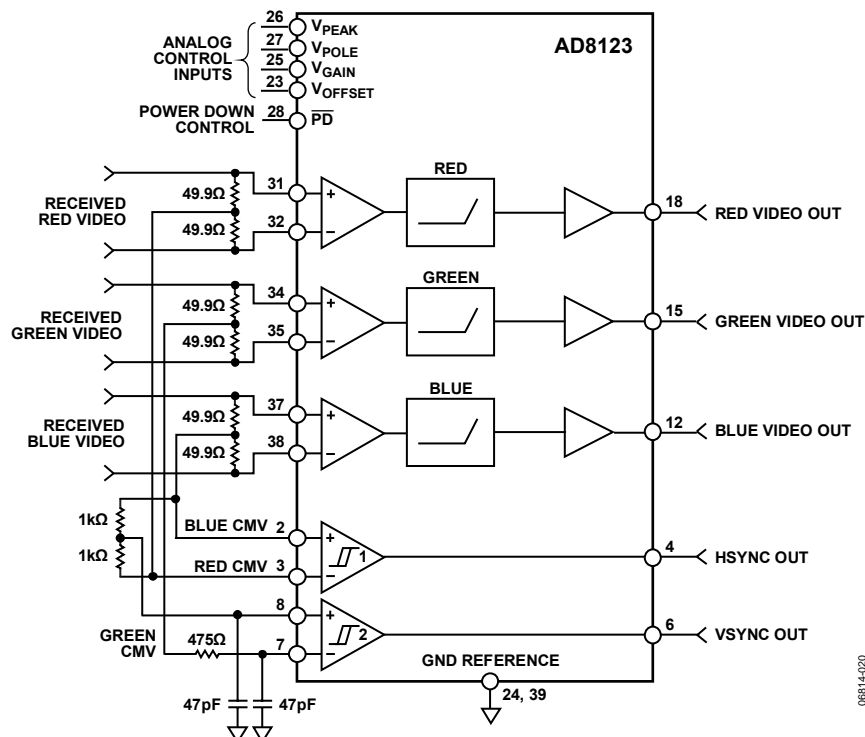 26
V PEAK
ANALOG
CONTROL
INPUTS
27
V POLE
25
V GAIN
23
V OFFSET
AD8123
POWER DOWN
CONTROL
28
PD
RED
RECEIVED
RED VIDEO
49.9Ω
49.9Ω
31
+
32
−
18
RED VIDEO OUT
GREEN
RECEIVED
GREEN VIDEO
49.9Ω
49.9Ω
34
+
35
−
15
GREEN VIDEO OUT
BLUE
RECEIVED
BLUE VIDEO
49.9Ω
49.9Ω
37
+
38
−
12
BLUE VIDEO OUT
1kΩ
1kΩ
BLUE CMV
2
+
1
RED CMV
3
−
4
HSYNC OUT
8
+
2
GREEN
CMV
475Ω
7
−
6
VSYNC OUT
GND REFERENCE
24, 39
47pF
47pF
06814-020